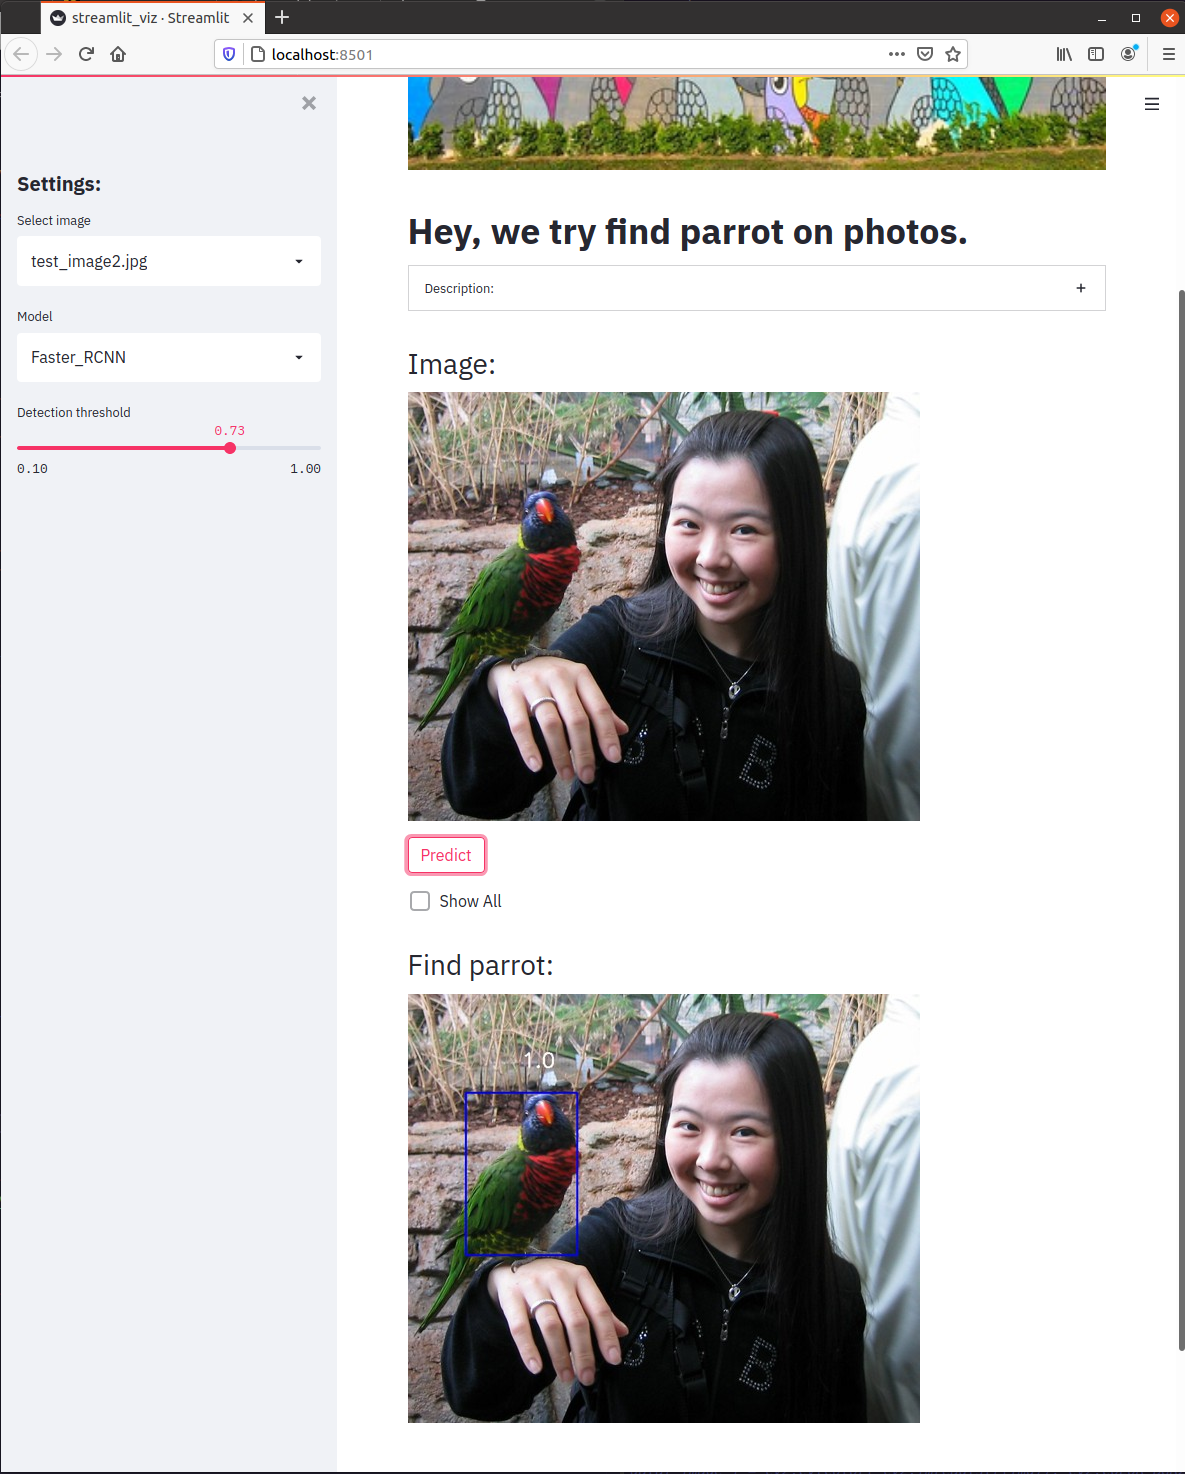 streamlit_viz · Streamlit
localhost:8501
Settings:
Select image
test_image2.jpg
Model
Faster_RCNN
Detection threshold
0.73
0.10 1.00
Hey, we try find parrot on photos.
Description:
Image:
B
Predict
Show All
Find parrot:
1.0
B